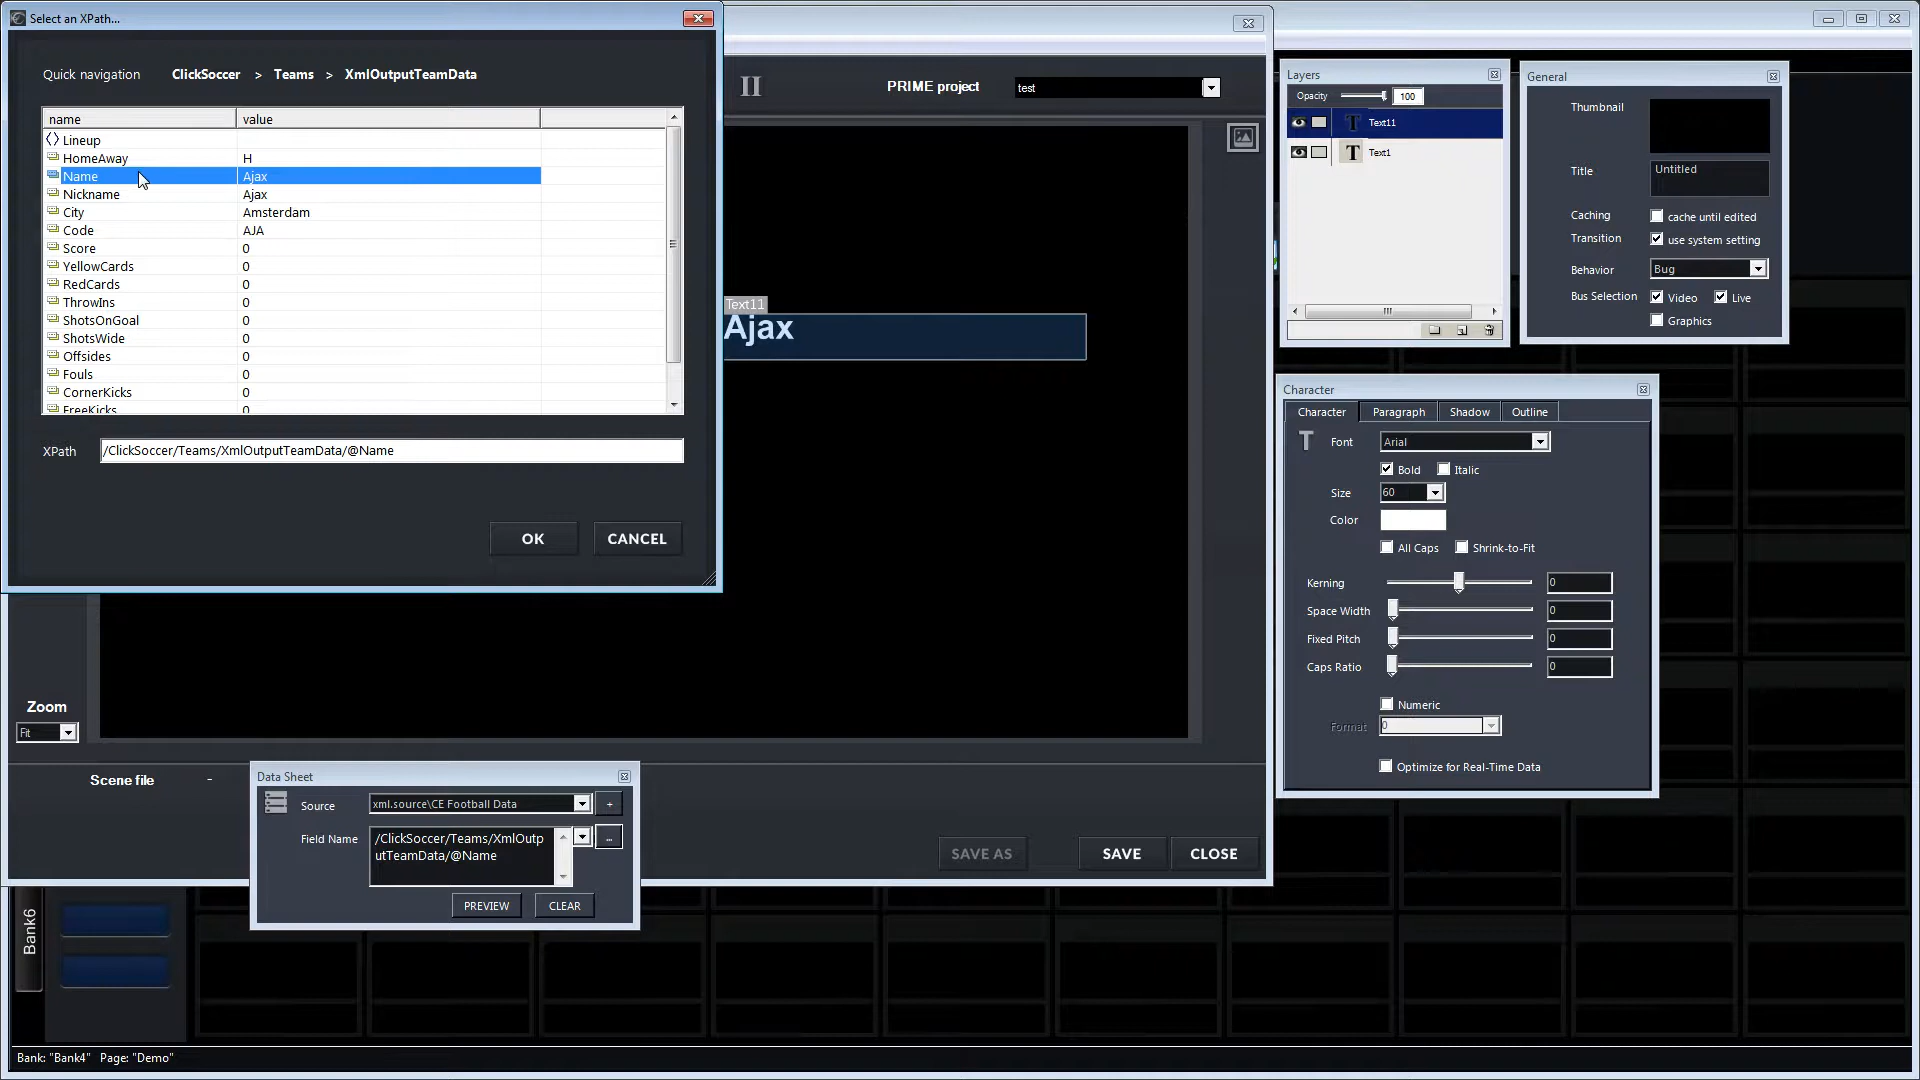 Select an XPath...
Quick navigation ClickSoccer > Teams > XmlOutputTeamData
name value
Lineup
HomeAway H
Name Ajax
Nickname Ajax
City Amsterdam
Code AJA
Score 0
YellowCards 0
RedCards 0
ThrowIns 0
ShotsOnGoal 0
ShotsWide 0
Offsides 0
Fouls 0
CornerKicks 0
FreeKicks 0
XPath /ClickSoccer/Teams/XmlOutputTeamData/@Name
OK CANCEL
PRIME project test
Text11
Ajax
Zoom
Fit
Scene file -
SAVE AS SAVE CLOSE
Data Sheet
Source xml.source\CE Football Data +
Field Name /ClickSoccer/Teams/XmlOutp
utTeamData/@Name
...
PREVIEW CLEAR
Layers
Opacity 100
T Text11
T Text1
General
Thumbnail
Title Untitled
Caching cache until edited
Transition use system setting
Behavior Bug
Bus Selection Video Live
Graphics
Character
Character Paragraph Shadow Outline
T Font Arial
Bold Italic
Size 60
Color
All Caps Shrink-to-Fit
Kerning 0
Space Width 0
Fixed Pitch 0
Caps Ratio 0
Numeric
Format 0
Optimize for Real-Time Data
Bank6
Bank: "Bank4" Page: "Demo"